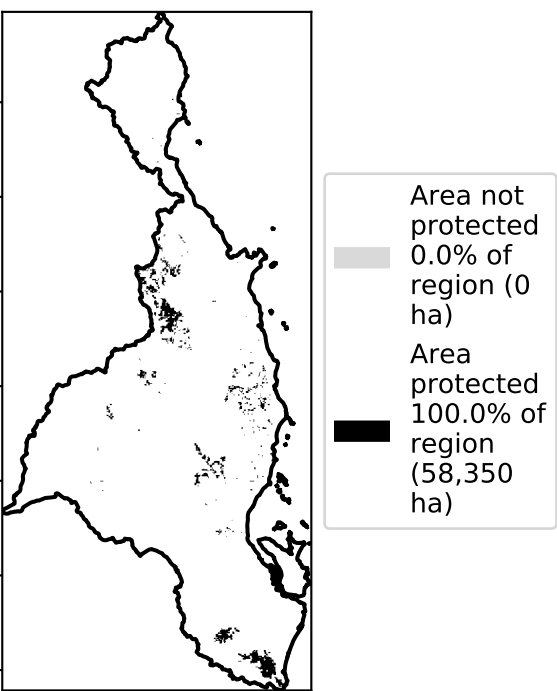 Area not
protected
0.0% of
region (0
ha)
Area
protected
100.0% of
region
(58,350
ha)